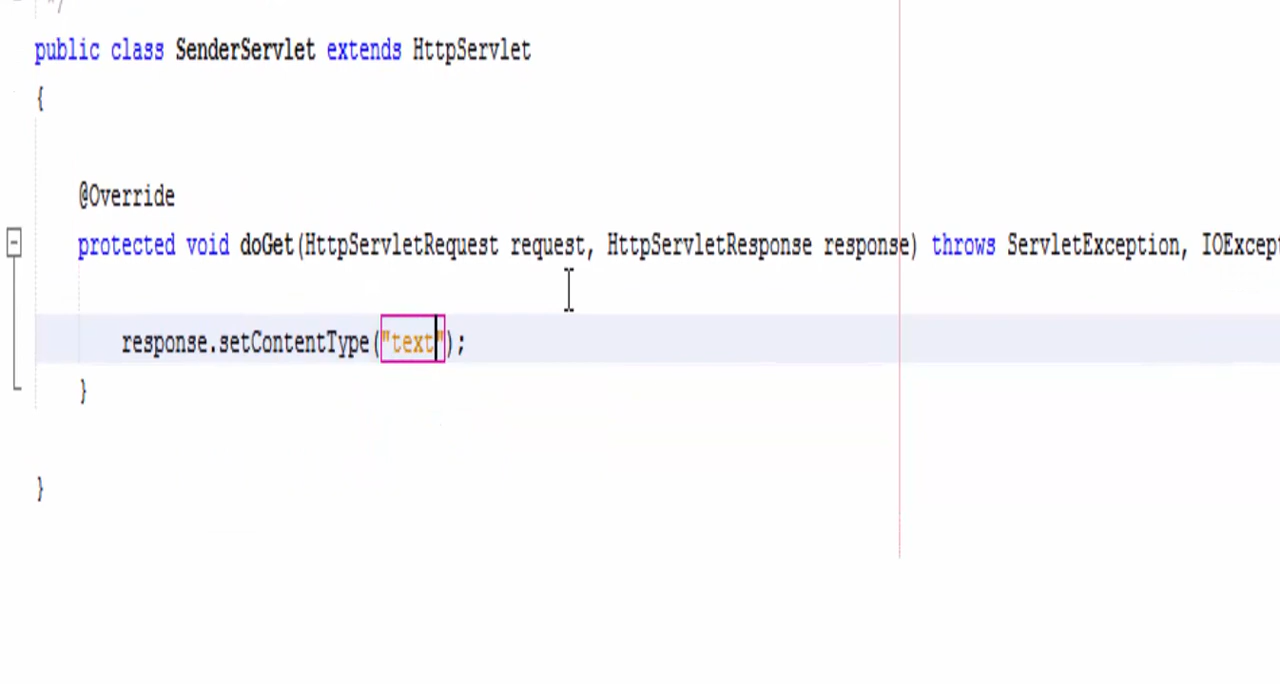 */
public class SenderServlet extends HttpServlet
{
@Override
protected void doGet(HttpServletRequest request, HttpServletResponse response) throws ServletException, IOExcept
response.setContentType("text");
}
}